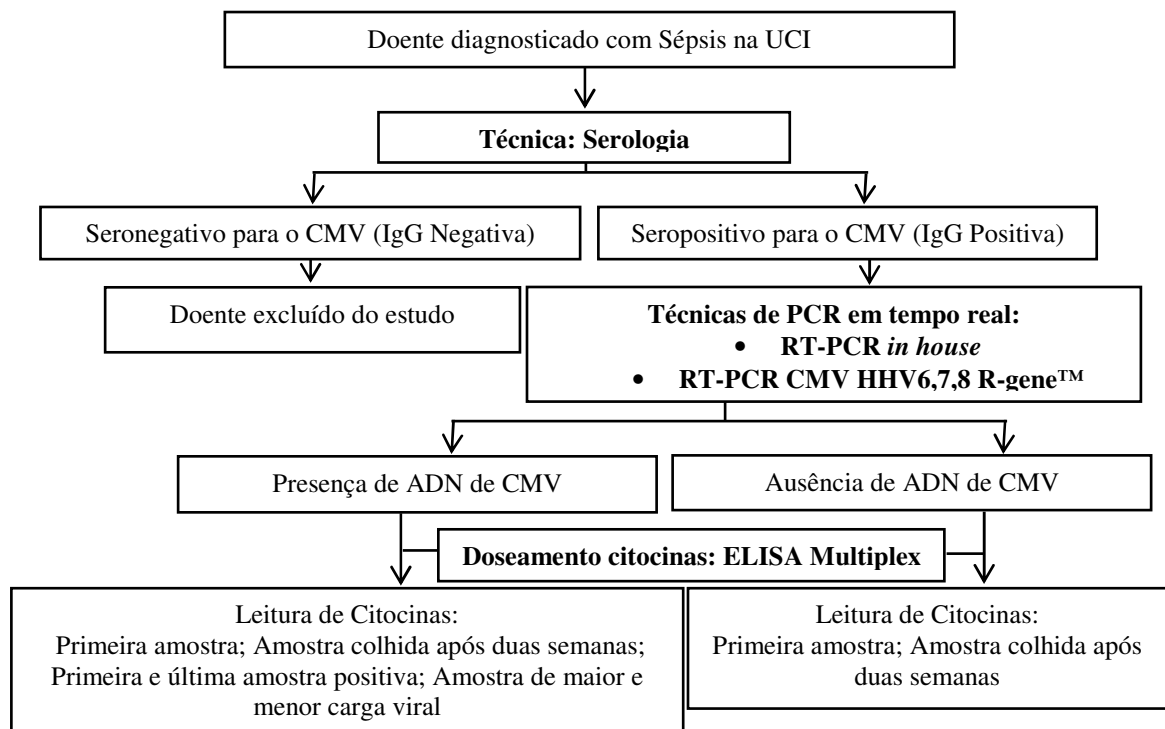 Doente diagnosticado com Sépsis na UCI
Técnica: Serologia
Seronegativo para o CMV (IgG Negativa)
Seropositivo para o CMV (IgG Positiva)
Doente excluído do estudo
Técnicas de PCR em tempo real:
• RT-PCR in house
• RT-PCR CMV HHV6,7,8 R-gene™
Presença de ADN de CMV
Ausência de ADN de CMV
Doseamento citocinas: ELISA Multiplex
Leitura de Citocinas:
Primeira amostra; Amostra colhida após duas semanas;
Primeira e última amostra positiva; Amostra de maior e
menor carga viral
Leitura de Citocinas:
Primeira amostra; Amostra colhida após
duas semanas